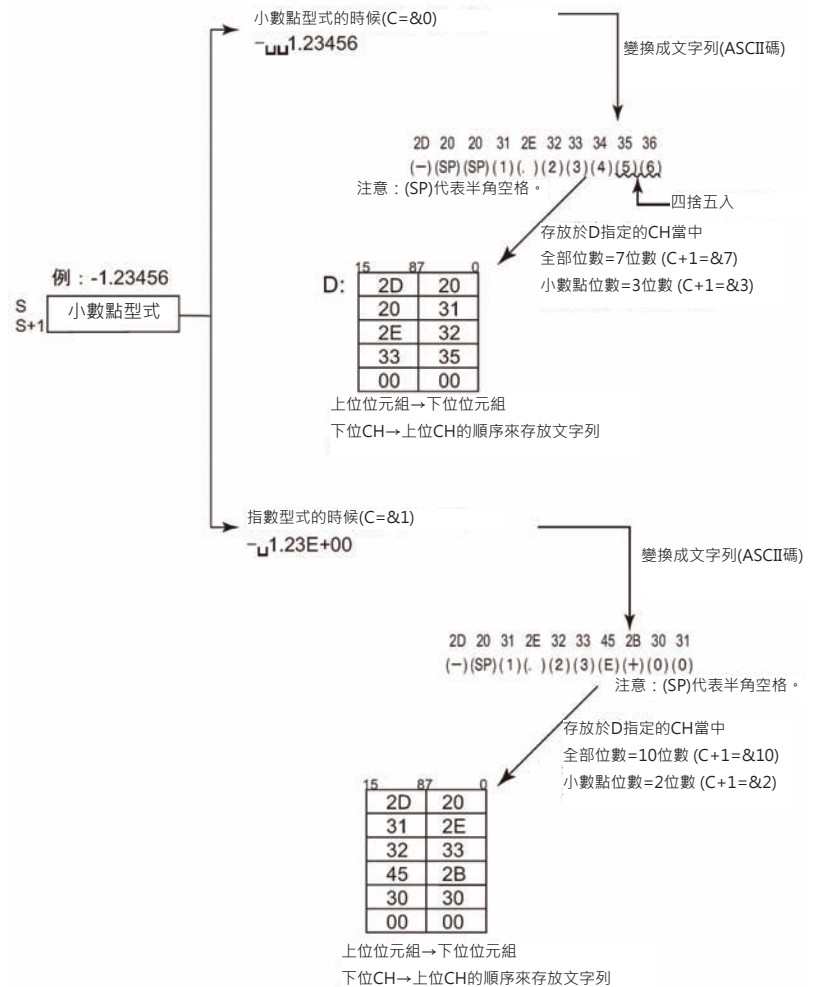 小數點型式的時候(C=&0)
-␣␣1.23456
變換成文字列(ASCII碼)
2D 20 20 31 2E 32 33 34 35 36
(-)(SP)(SP)(1)(. )(2)(3)(4)(5)(6)
注意：(SP)代表半角空格。
四捨五入
存放於D指定的CH當中
全部位數=7位數 (C+1=&7)
小數點位數=3位數 (C+1=&3)
例：-1.23456
S
S+1
小數點型式
15 87 0
D:
2D 20
20 31
2E 32
33 35
00 00
上位位元組→下位位元組
下位CH→上位CH的順序來存放文字列
指數型式的時候(C=&1)
-␣1.23E+00
變換成文字列(ASCII碼)
2D 20 31 2E 32 33 45 2B 30 31
(-)(SP)(1)(. )(2)(3)(E)(+)(0)(0)
注意：(SP)代表半角空格。
存放於D指定的CH當中
全部位數=10位數 (C+1=&10)
小數點位數=2位數 (C+1=&2)
15 87 0
2D 20
31 2E
32 33
45 2B
30 30
00 00
上位位元組→下位位元組
下位CH→上位CH的順序來存放文字列